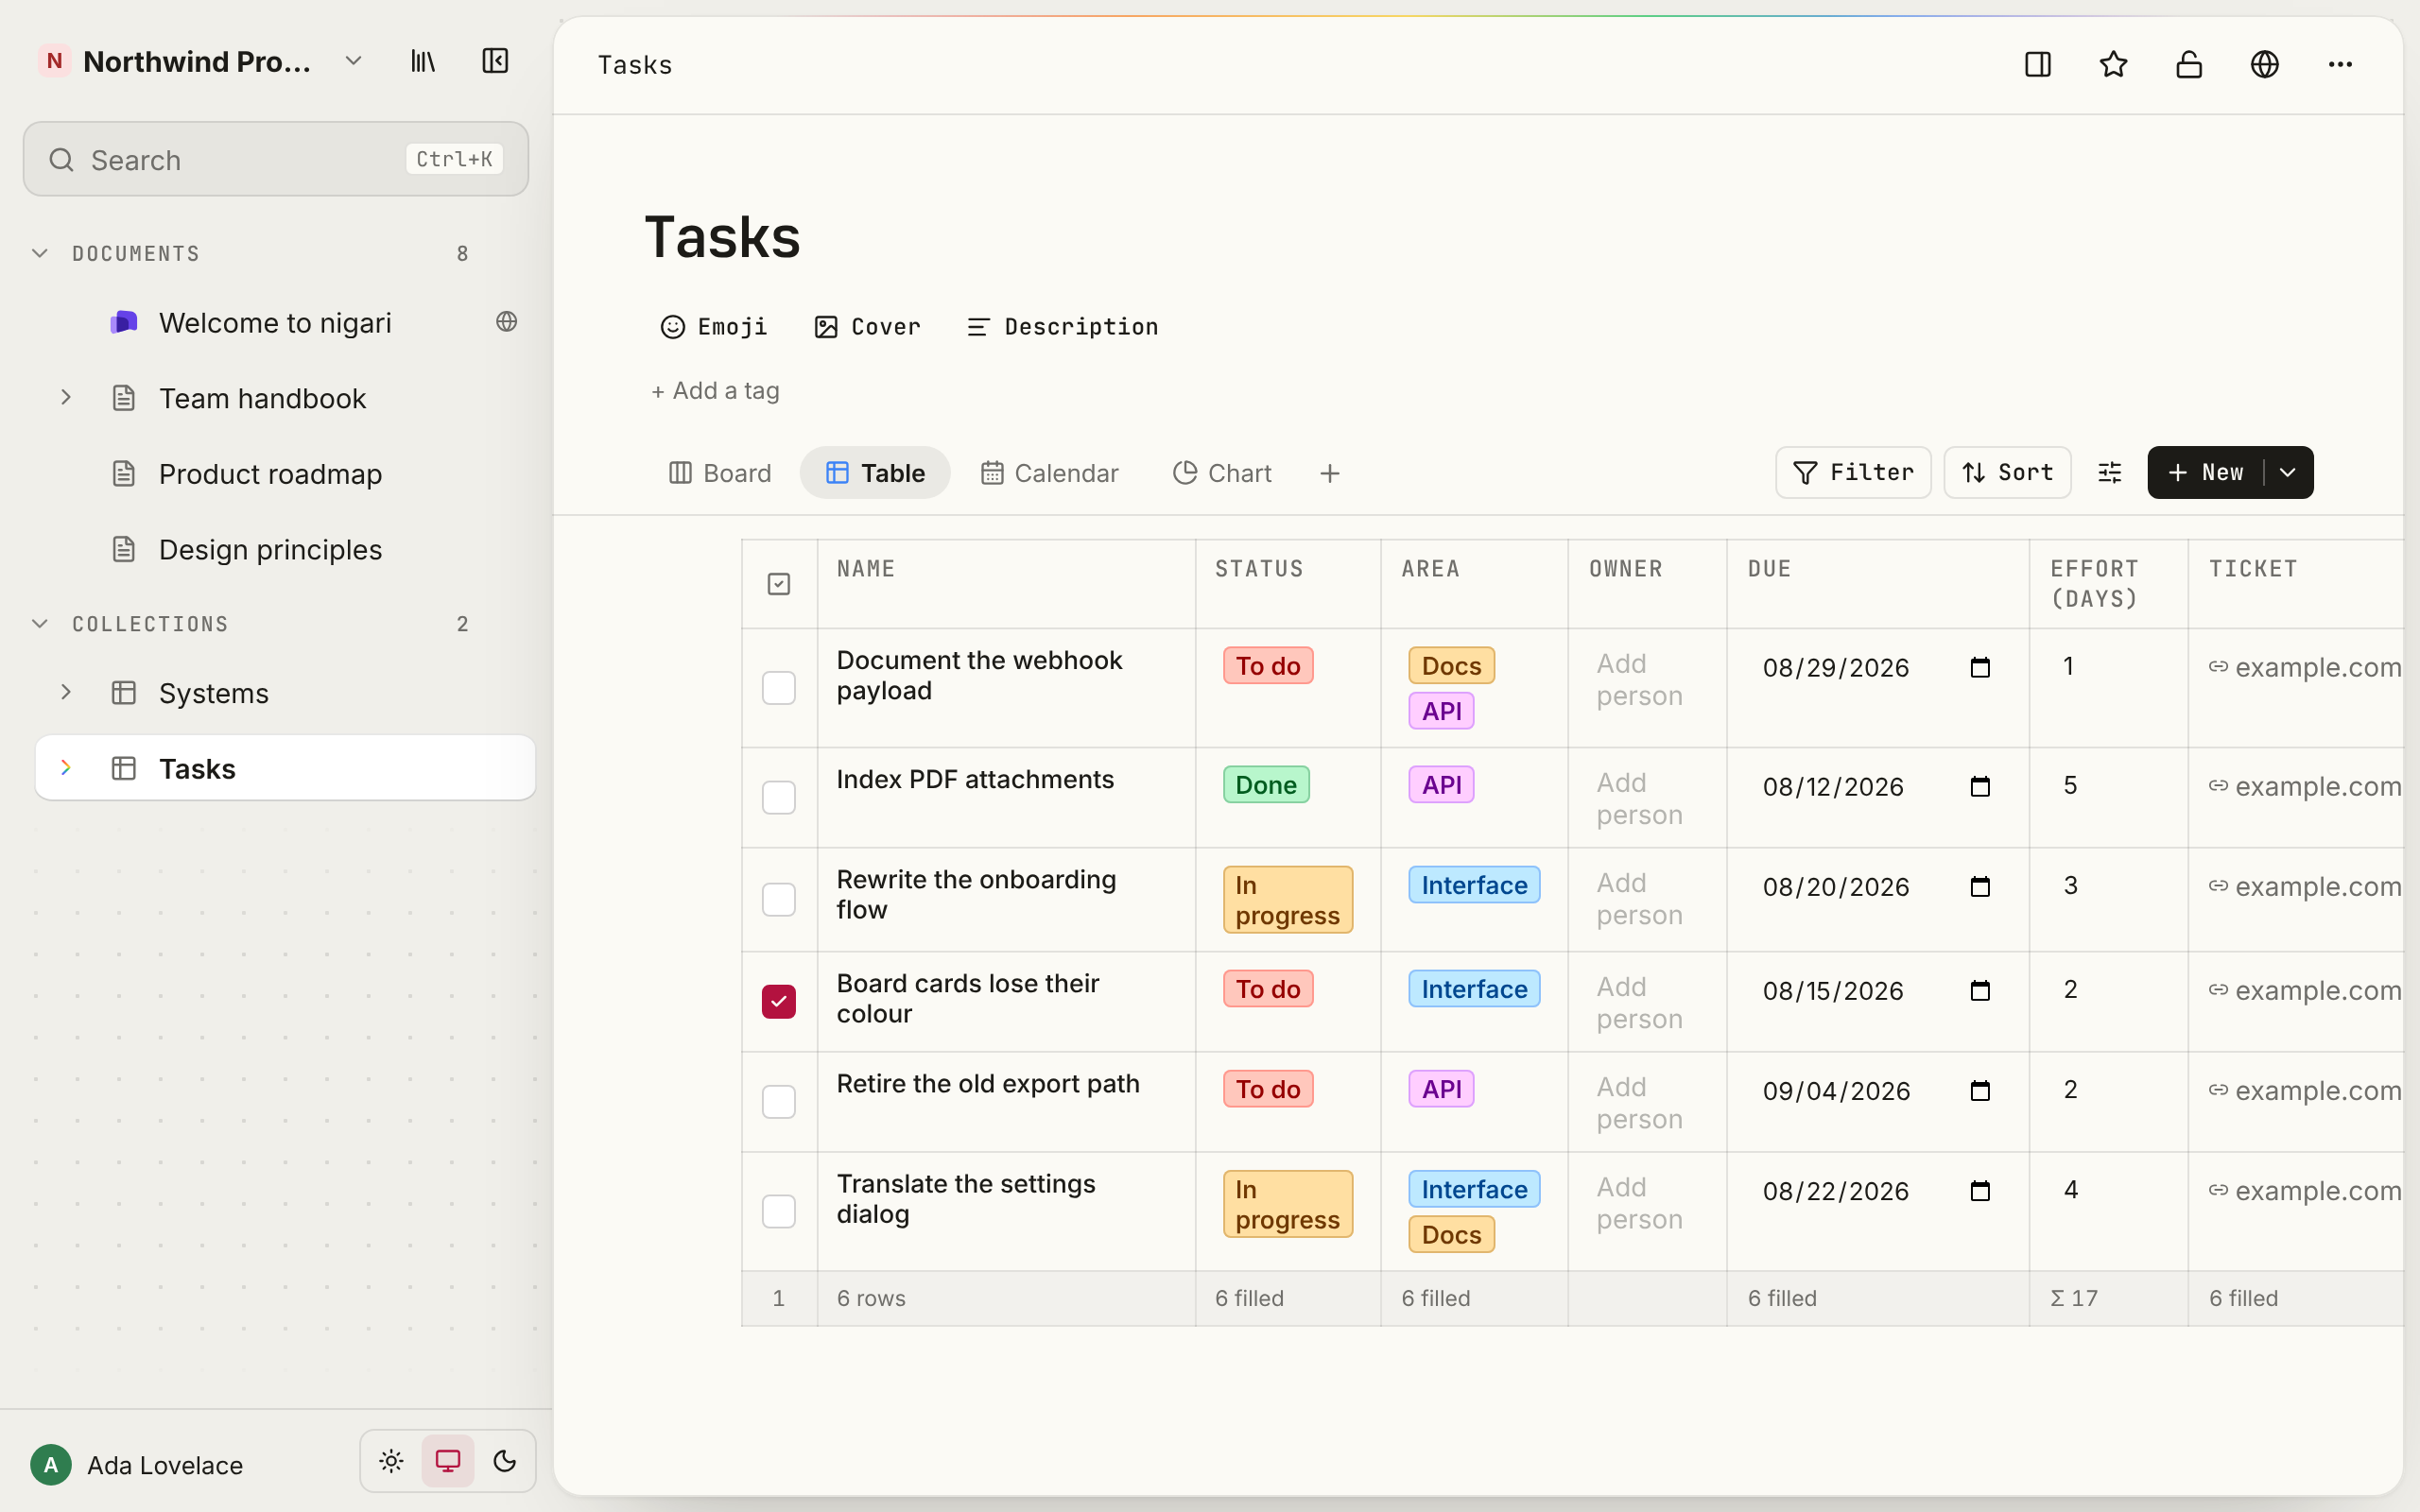 N Northwind Pro...
Search Ctrl+K
DOCUMENTS 8
Welcome to nigari
Team handbook
Product roadmap
Design principles
COLLECTIONS 2
Systems
Tasks
A Ada Lovelace
Tasks
Tasks
Emoji Cover Description
+ Add a tag
Board Table Calendar Chart +
Filter Sort + New
NAME STATUS AREA OWNER DUE EFFORT (DAYS) TICKET
Document the webhook payload To do Docs API Add person 08/29/2026 1 example.com
Index PDF attachments Done API Add person 08/12/2026 5 example.com
Rewrite the onboarding flow In progress Interface Add person 08/20/2026 3 example.com
Board cards lose their colour To do Interface Add person 08/15/2026 2 example.com
Retire the old export path To do API Add person 09/04/2026 2 example.com
Translate the settings dialog In progress Interface Docs Add person 08/22/2026 4 example.com
1 6 rows 6 filled 6 filled 6 filled Σ 17 6 filled